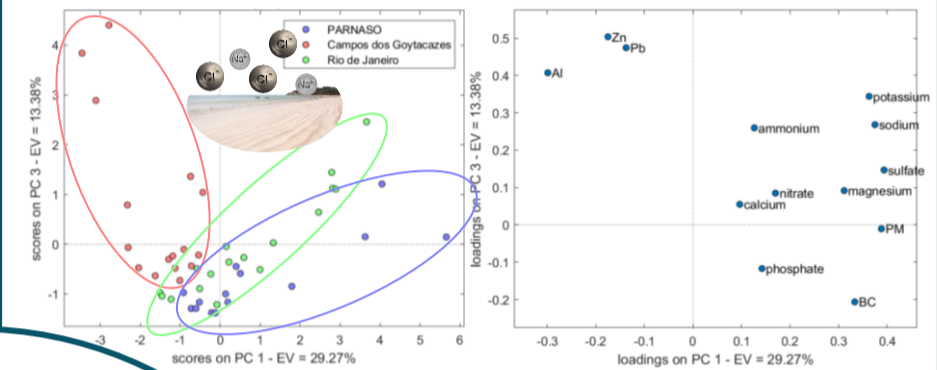 PARNASO
Campos dos Goytacazes
Rio de Janeiro
Cl⁻
Na⁺
Cl⁻
Cl⁻
Na⁺
scores on PC 3 - EV = 13.38%
4
3
2
1
0
-1
-3
-2
-1
0
1
2
3
4
5
6
scores on PC 1 - EV = 29.27%
loadings on PC 3 - EV = 13.38%
0.5
0.4
0.3
0.2
0.1
0
-0.1
-0.2
Zn
Pb
Al
potassium
ammonium
sodium
sulfate
nitrate
magnesium
calcium
PM
phosphate
BC
-0.3
-0.2
-0.1
0
0.1
0.2
0.3
0.4
loadings on PC 1 - EV = 29.27%